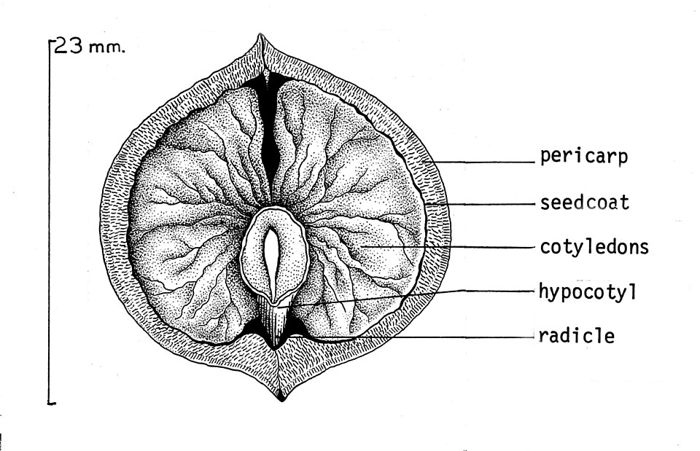 23 mm.
pericarp
seedcoat
cotyledons
hypocotyl
radicle